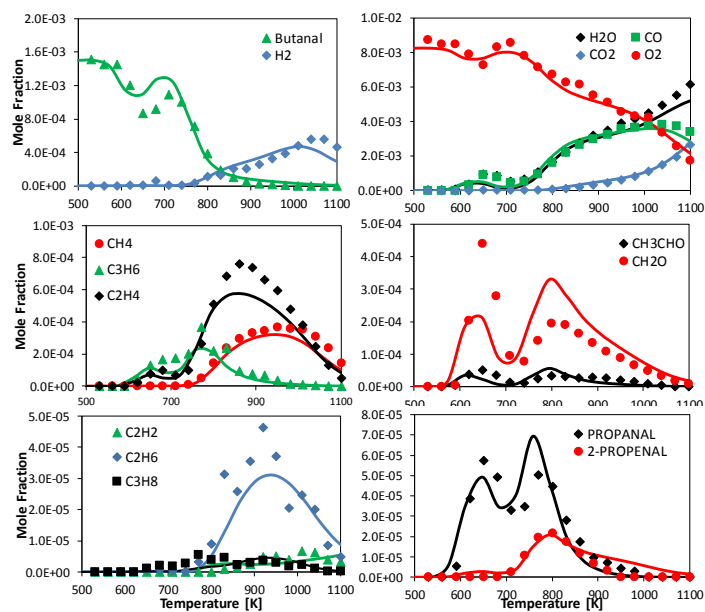 Mole Fraction
2.0E-03
1.6E-03
1.2E-03
8.0E-04
4.0E-04
0.0E+00
Butanal
H2
500 600 700 800 900 1000 1100
1.0E-02
8.0E-03
6.0E-03
4.0E-03
2.0E-03
0.0E+00
H2O
CO
CO2
O2
500 600 700 800 900 1000 1100
Mole Fraction
1.0E-03
8.0E-04
6.0E-04
4.0E-04
2.0E-04
0.0E+00
CH4
C3H6
C2H4
500 600 700 800 900 1000 1100
5.0E-04
4.0E-04
3.0E-04
2.0E-04
1.0E-04
0.0E+00
CH3CHO
CH2O
500 600 700 800 900 1000 1100
Mole Fraction
5.0E-05
4.0E-05
3.0E-05
2.0E-05
1.0E-05
0.0E+00
C2H2
C2H6
C3H8
500 600 700 800 900 1000 1100
Temperature [K]
8.0E-05
7.0E-05
6.0E-05
5.0E-05
4.0E-05
3.0E-05
2.0E-05
1.0E-05
0.0E+00
PROPANAL
2-PROPENAL
500 600 700 800 900 1000 1100
Temperature [K]